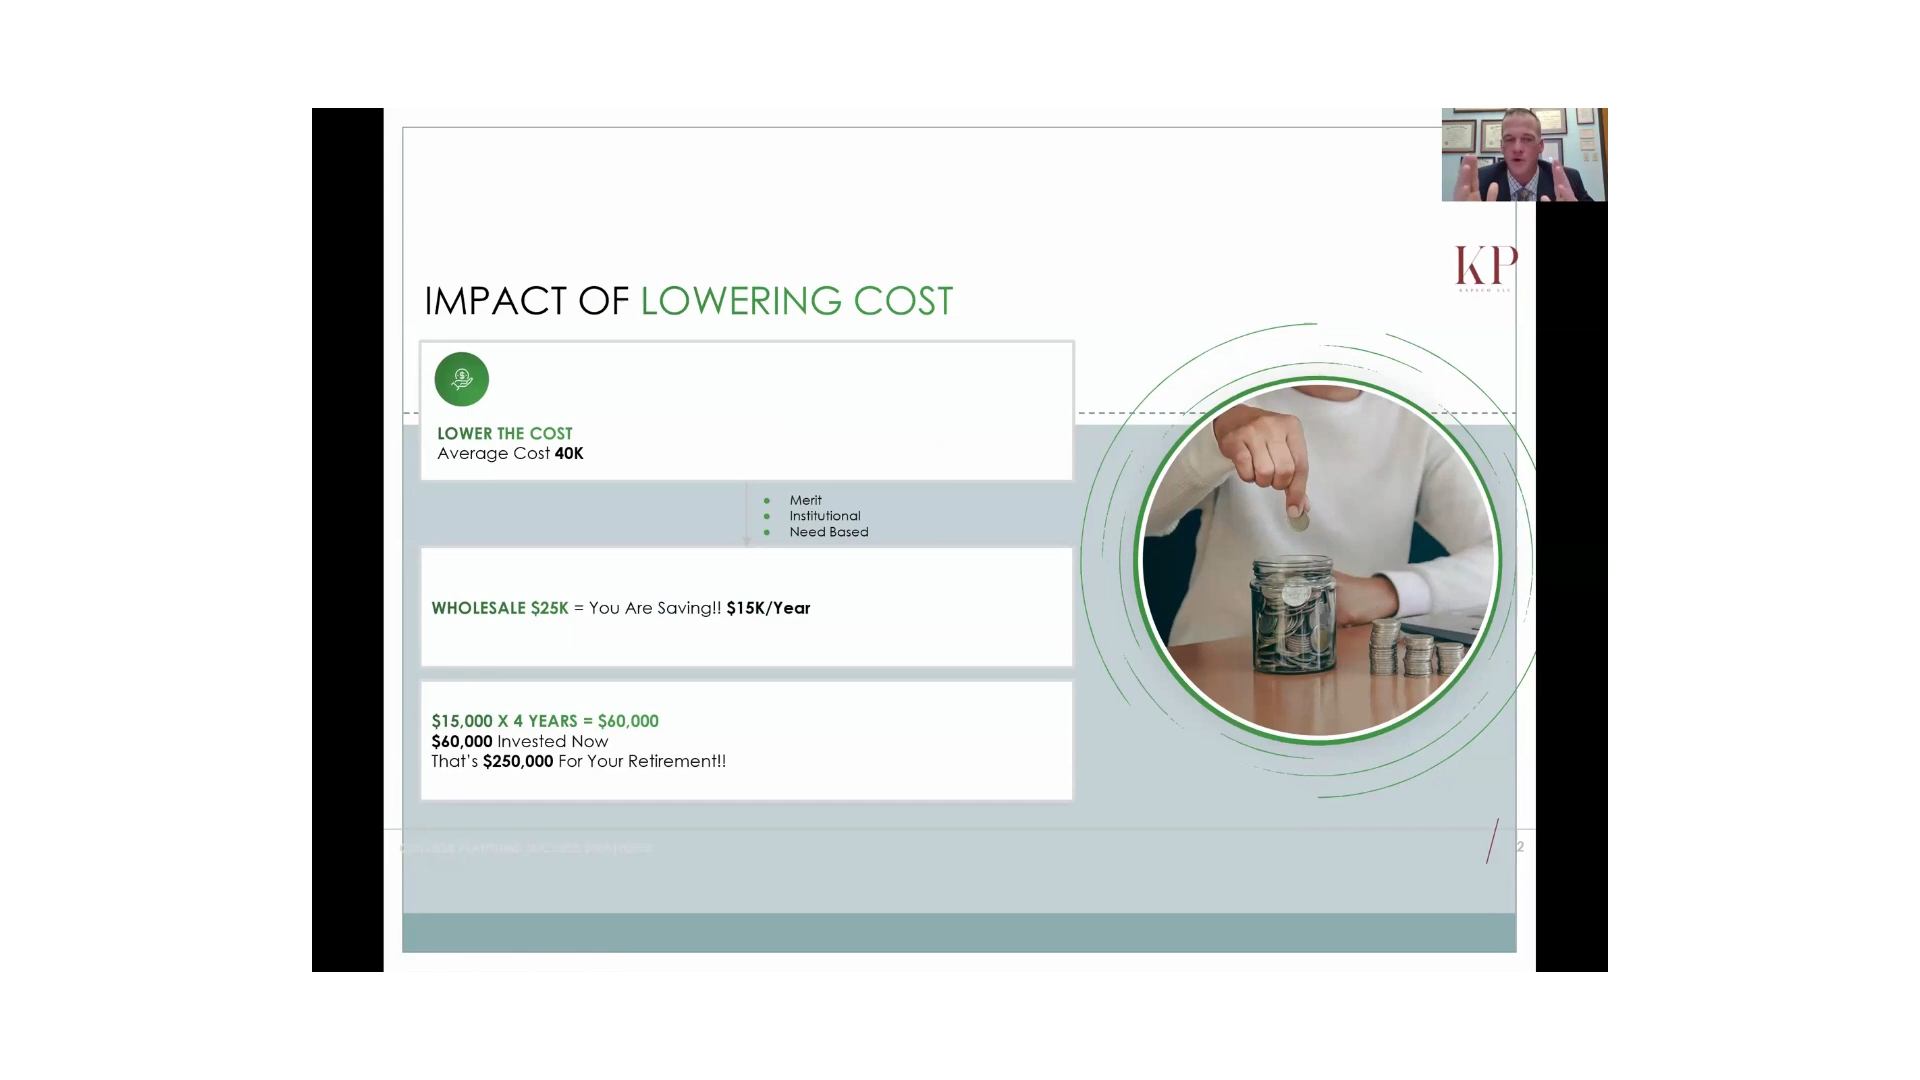 KP
IMPACT OF LOWERING COST
LOWER THE COST
Average Cost 40K
• Merit
• Institutional
• Need Based
WHOLESALE $25K = You Are Saving!! $15K/Year
$15,000 X 4 YEARS = $60,000
$60,000 Invested Now
That's $250,000 For Your Retirement!!
2